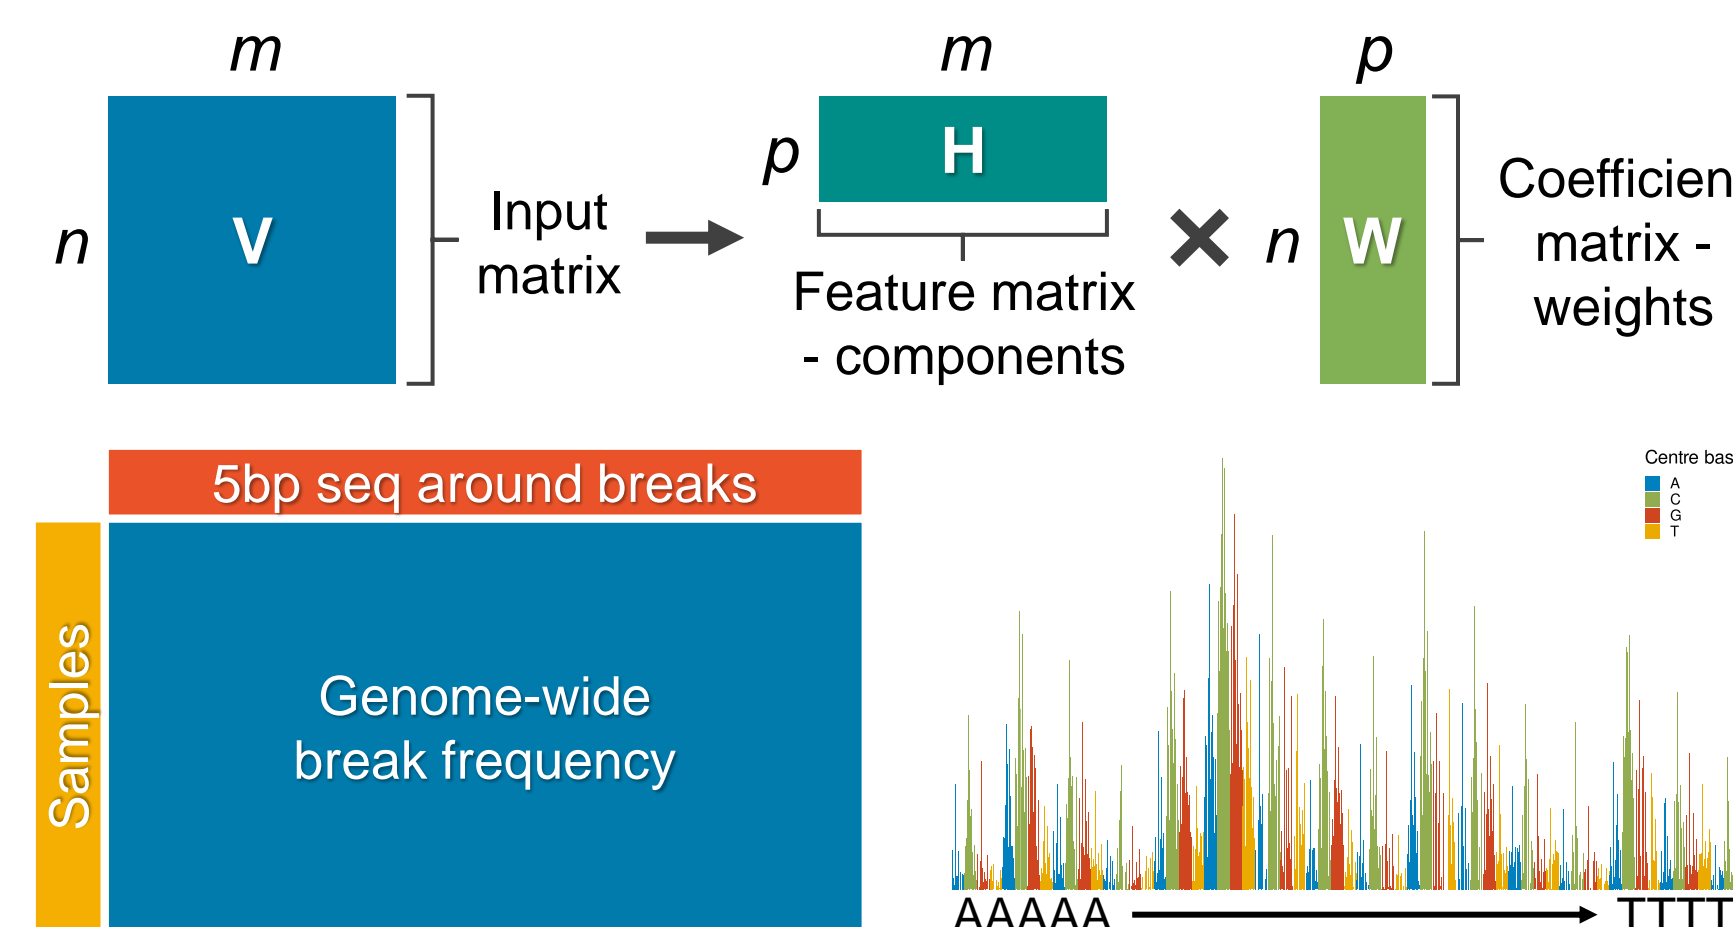 m
m
p
n
V
Input
matrix
p
H
Feature matrix
- components
n
W
Coefficien
matrix -
weights
5bp seq around breaks
Samples
Genome-wide
break frequency
Centre bas
A
C
G
T
AAAAA
TTTT